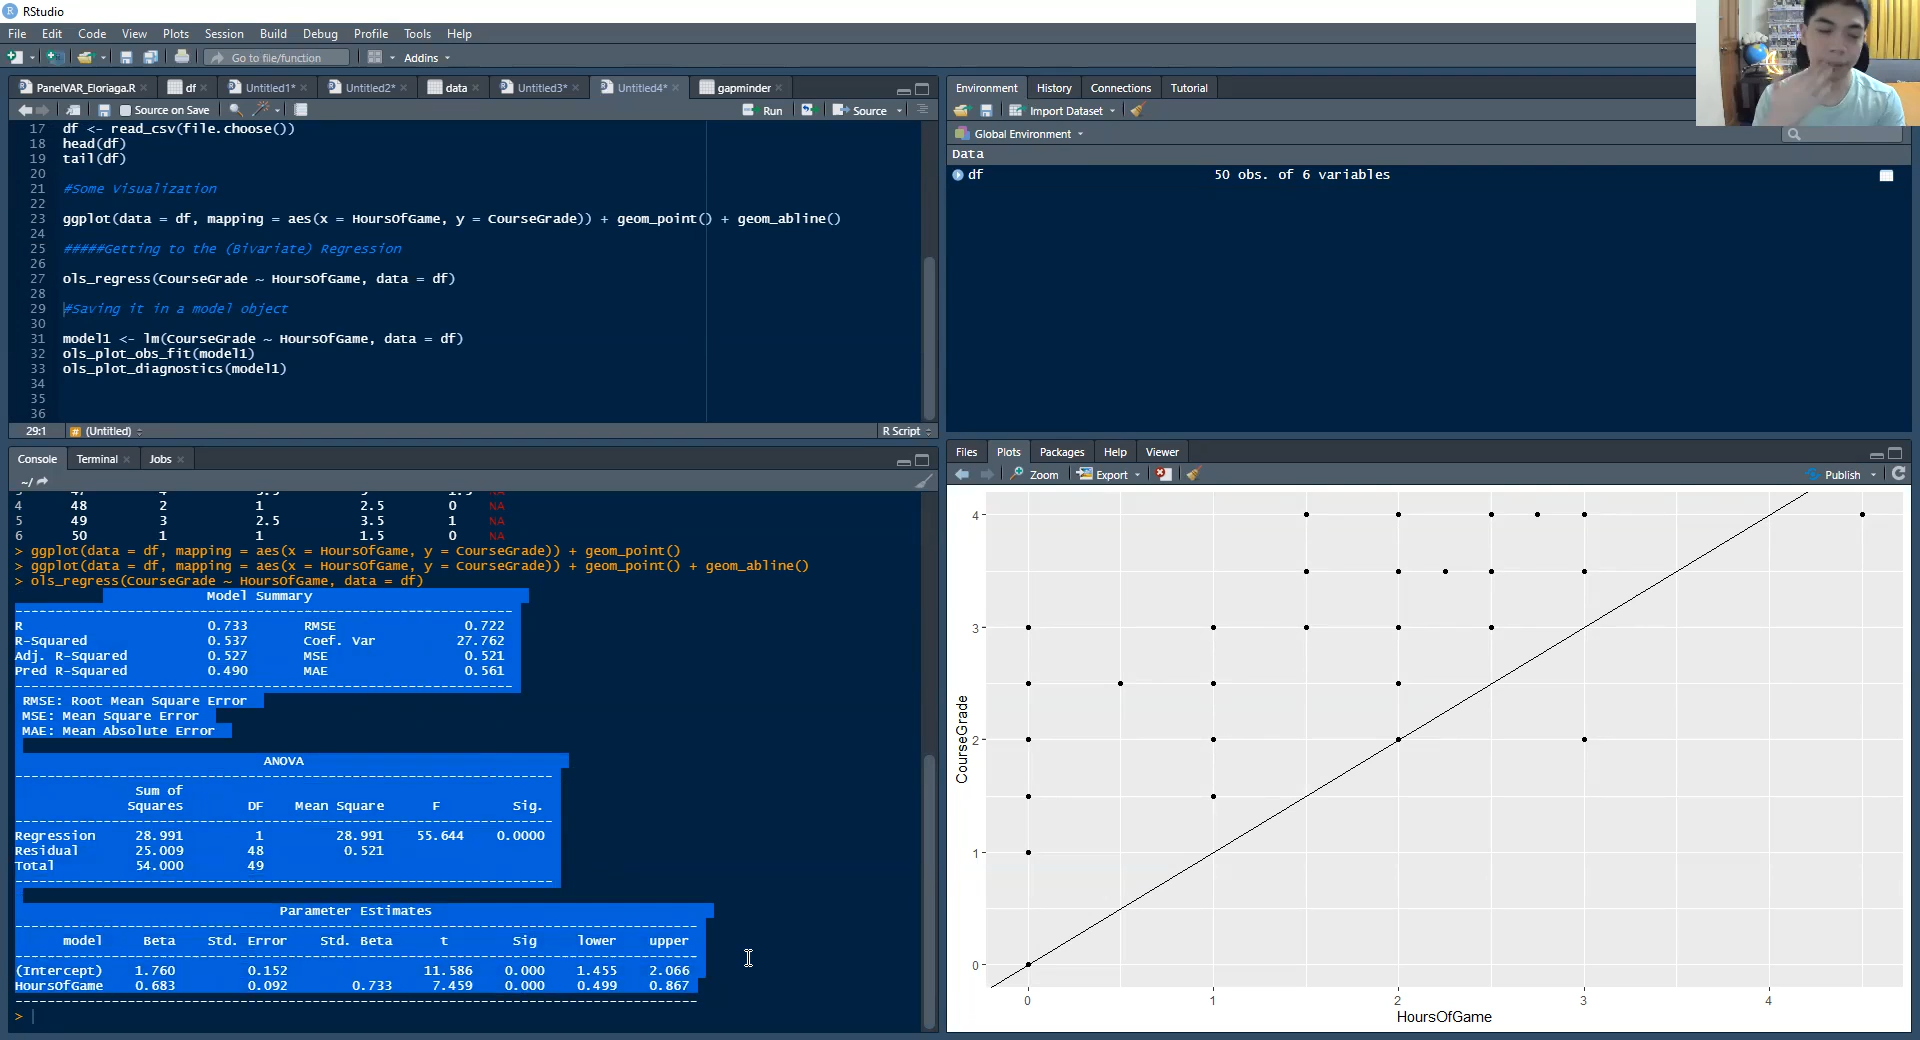 RStudio
File Edit Code View Plots Session Build Debug Profile Tools Help
Go to file/function Addins
PanelVAR_Eloriaga.R df Untitled1* Untitled2* data Untitled3* Untitled4* gapminder
Source on Save Run Source
17 df <- read_csv(file.choose())
18 head(df)
19 tail(df)
20
21 #Some Visualization
22
23 ggplot(data = df, mapping = aes(x = HoursOfGame, y = CourseGrade)) + geom_point() + geom_abline()
24
25 #####Getting to the (Bivariate) Regression
26
27 ols_regress(CourseGrade ~ HoursOfGame, data = df)
28
29 #Saving it in a model object
30
31 model1 <- lm(CourseGrade ~ HoursOfGame, data = df)
32 ols_plot_obs_fit(model1)
33 ols_plot_diagnostics(model1)
34
35
36
29:1 # (Untitled) R Script
Console Terminal Jobs
~/
4 48 2 1 2.5 0 NA
5 49 3 2.5 3.5 1 NA
6 50 1 1 1.5 0 NA
> ggplot(data = df, mapping = aes(x = HoursOfGame, y = CourseGrade)) + geom_point()
> ggplot(data = df, mapping = aes(x = HoursOfGame, y = CourseGrade)) + geom_point() + geom_abline()
> ols_regress(CourseGrade ~ HoursOfGame, data = df)
Model Summary
R 0.733 RMSE 0.722
R-Squared 0.537 Coef. Var 27.762
Adj. R-Squared 0.527 MSE 0.521
Pred R-Squared 0.490 MAE 0.561
RMSE: Root Mean Square Error
MSE: Mean Square Error
MAE: Mean Absolute Error
ANOVA
Sum of
Squares DF Mean Square F Sig.
Regression 28.991 1 28.991 55.644 0.0000
Residual 25.009 48 0.521
Total 54.000 49
Parameter Estimates
model Beta Std. Error Std. Beta t Sig lower upper
(Intercept) 1.760 0.152 11.586 0.000 1.455 2.066
HoursOfGame 0.683 0.092 0.733 7.459 0.000 0.499 0.867
>
Environment History Connections Tutorial
Import Dataset
Global Environment
Data
df 50 obs. of 6 variables
Files Plots Packages Help Viewer
Zoom Export Publish
4
3
2
1
0
CourseGrade
0 1 2 3 4
HoursOfGame